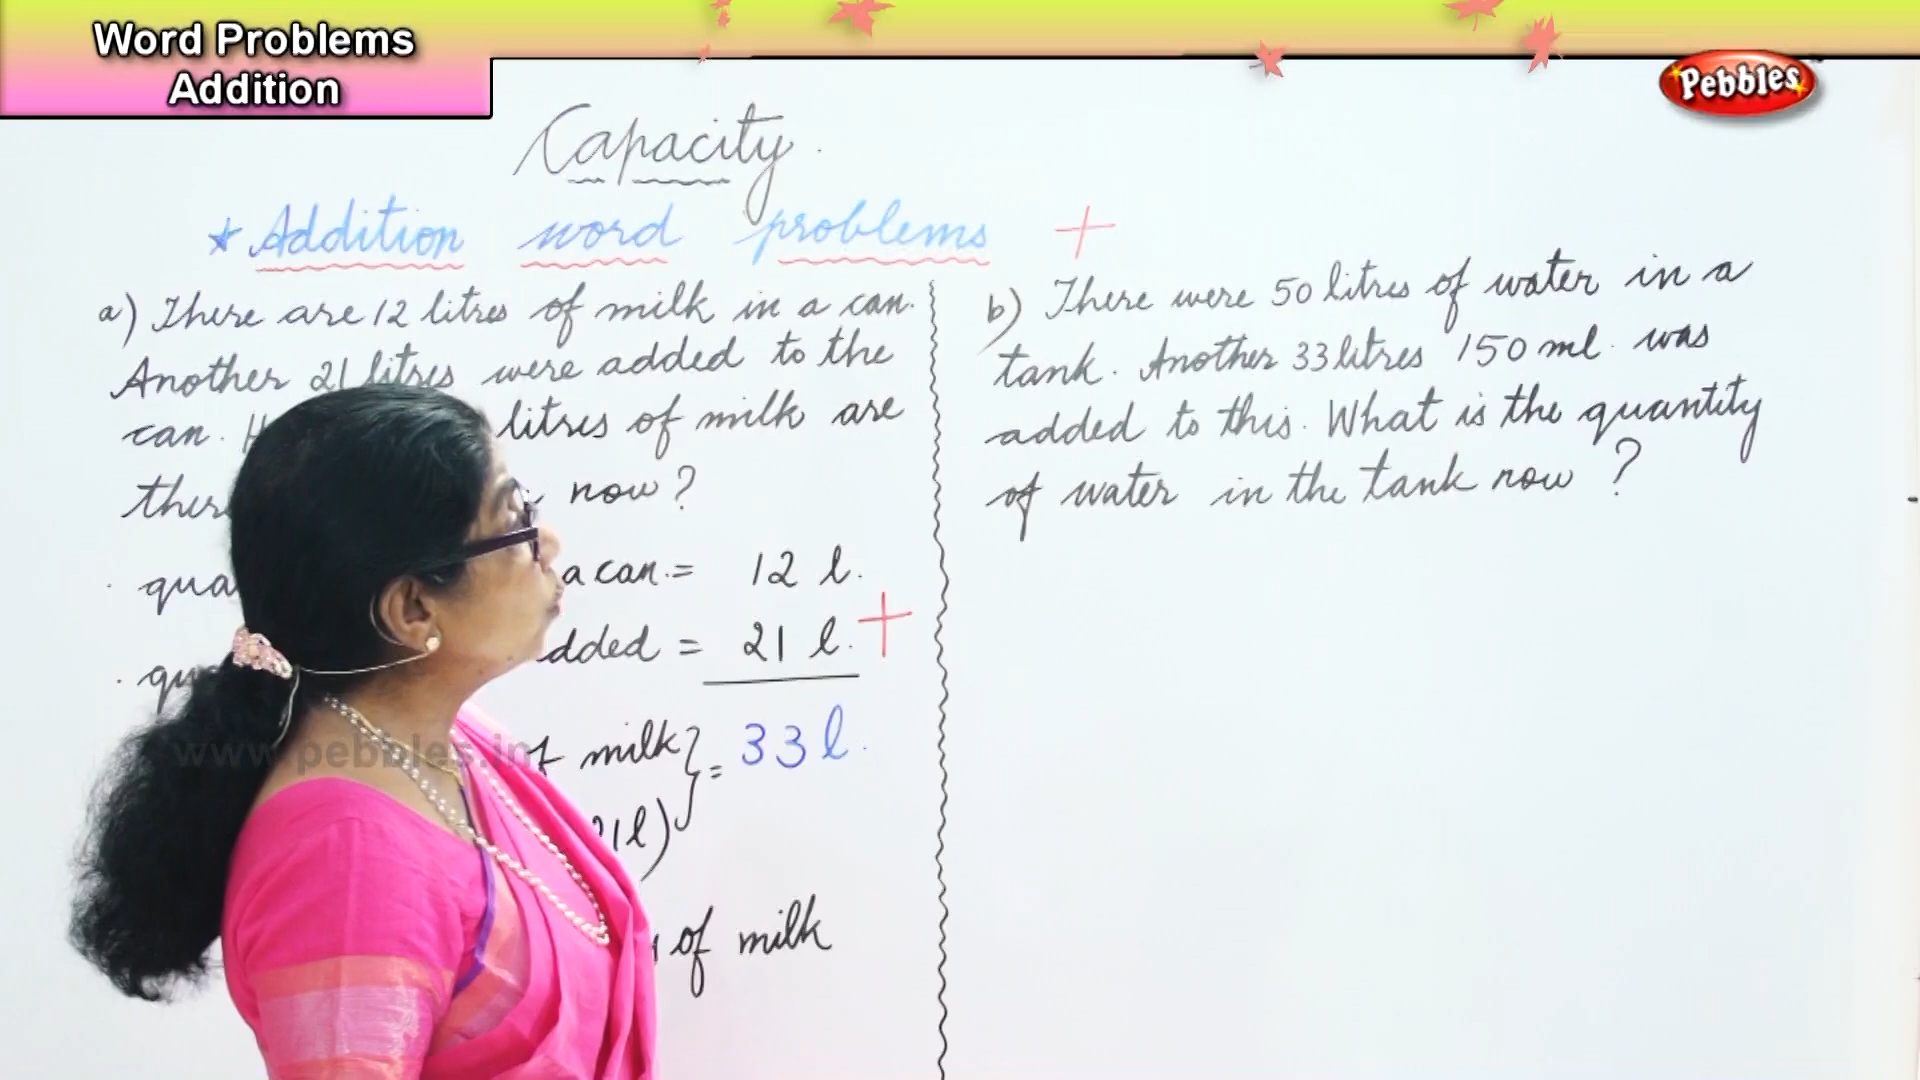 Word Problems
Addition
Pebbles
Capacity.
* Addition word problems +
a) There are 12 litres of milk in a can.
Another 21 litres were added to the
can. litres of milk are
now?
a can. = 12 l.
= 21 l. +
milk} = 33 l.
of milk
b) There were 50 litres of water in a
tank. Another 33 litres 150 ml. was
added to this. What is the quantity
of water in the tank now?
www.pebbles.in